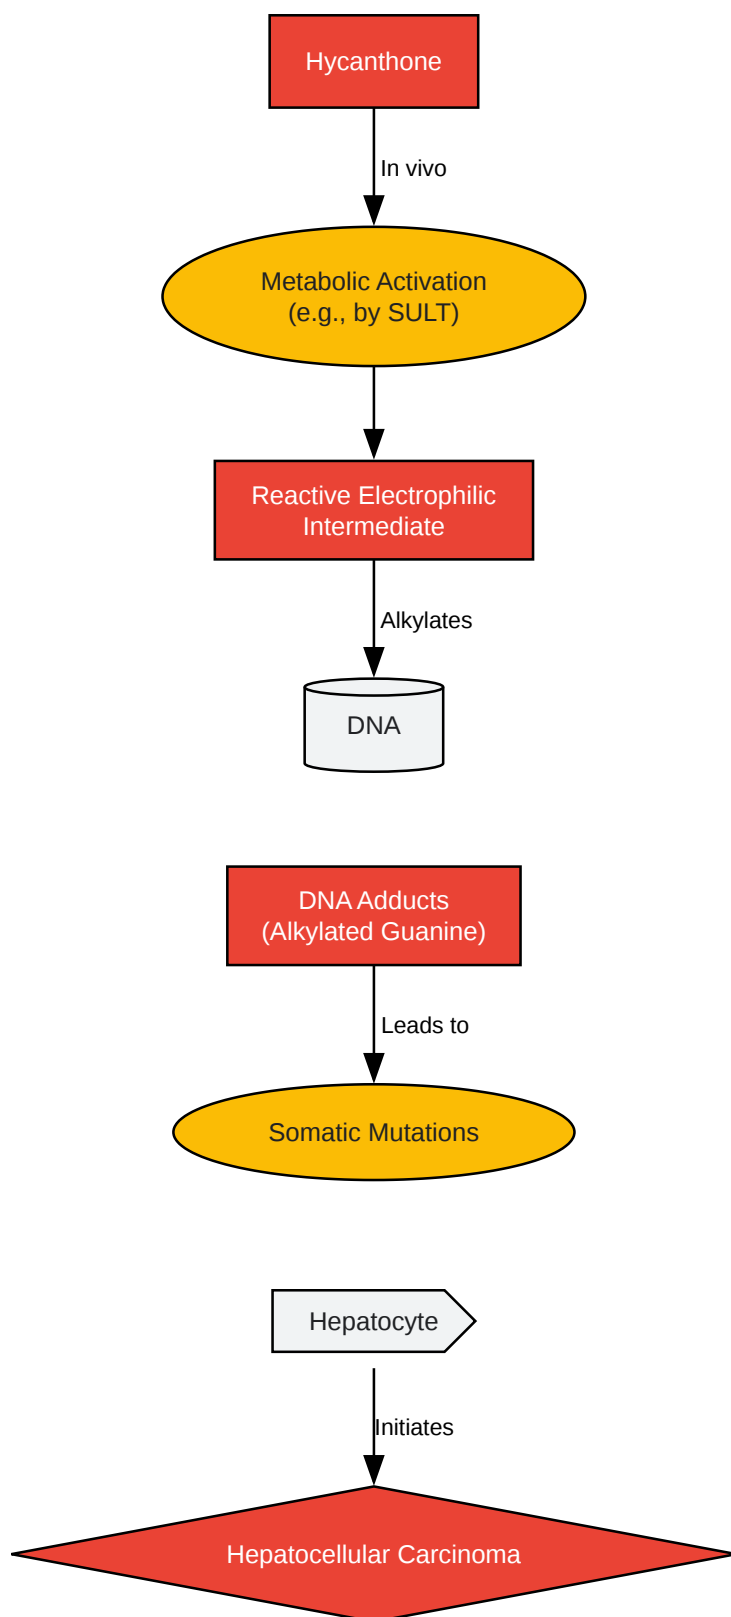 Hycanthone
In vivo
Metabolic Activation
(e.g., by SULT)
Reactive Electrophilic
Intermediate
Alkylates
DNA
DNA Adducts
(Alkylated Guanine)
Leads to
Somatic Mutations
Hepatocyte
Initiates
Hepatocellular Carcinoma